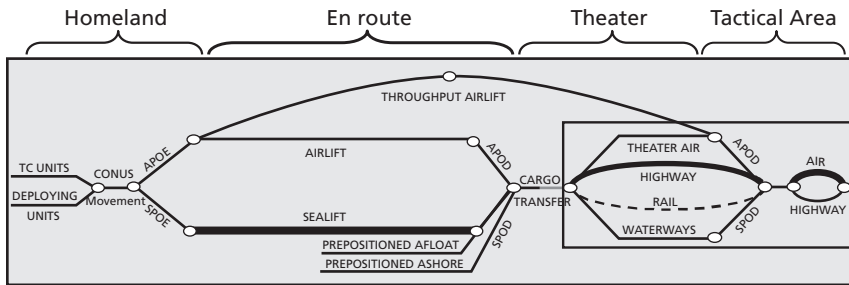 Homeland
En route
Theater
Tactical Area
THROUGHPUT AIRLIFT
TC UNITS
DEPLOYING
UNITS
CONUS
Movement
APOE
SPOE
AIRLIFT
SEALIFT
PREPOSITIONED AFLOAT
PREPOSITIONED ASHORE
APOD
SPOD
CARGO
TRANSFER
THEATER AIR
HIGHWAY
RAIL
WATERWAYS
APOD
SPOD
AIR
HIGHWAY